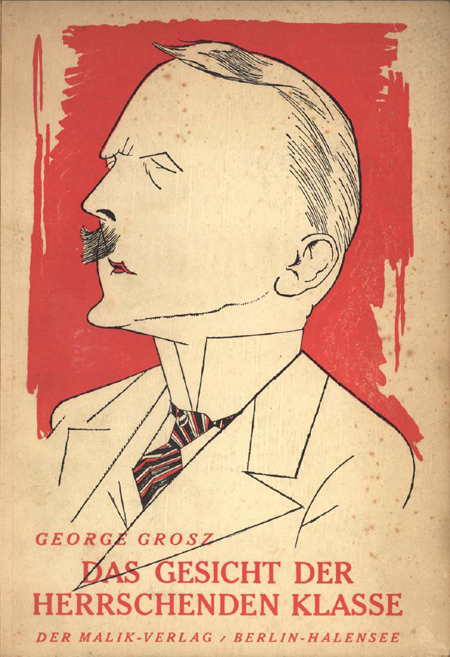 GEORGE GROSZ
DAS GESICHT DER
HERRSCHENDEN KLASSE
DER MALIK-VERLAG / BERLIN-HALENSEE